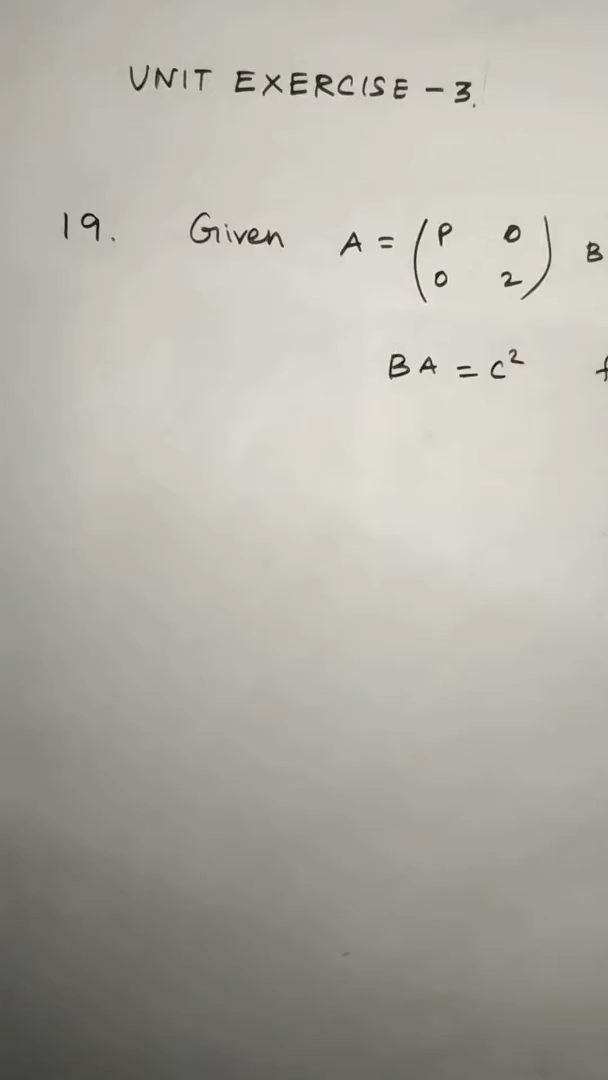 UNIT EXERCISE - 3.
19. Given A = (P 0 B
0 2)
BA = C²